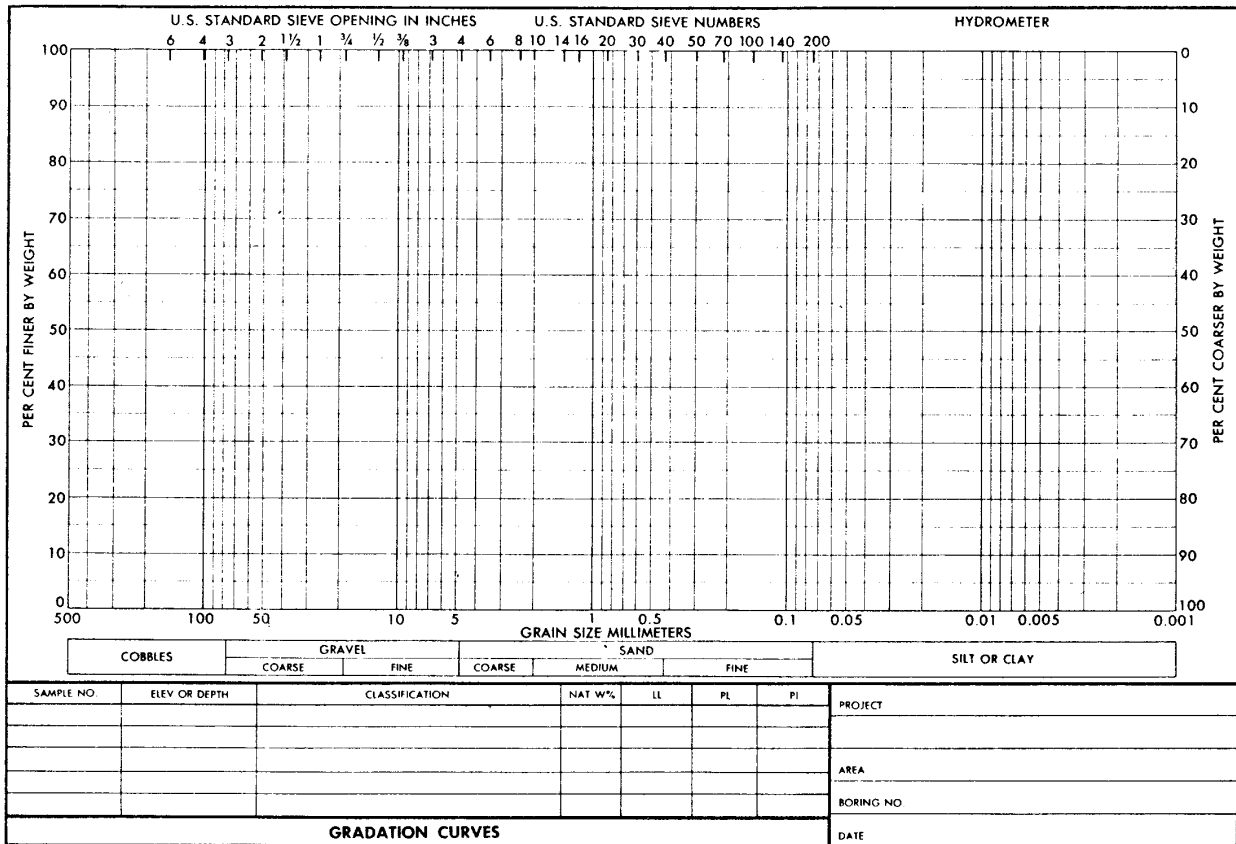 U.S. STANDARD SIEVE OPENING IN INCHES U.S. STANDARD SIEVE NUMBERS HYDROMETER
6 4 3 2 1½ 1 ¾ ½ ⅜ 3 4 6 8 10 14 16 20 30 40 50 70 100 140 200
100 0
90 10
80 20
70 30
60 40
50 50
40 60
30 70
20 80
10 90
0 100
PER CENT FINER BY WEIGHT
PER CENT COARSER BY WEIGHT
500 100 50 10 5 1 0.5 0.1 0.05 0.01 0.005 0.001
GRAIN SIZE MILLIMETERS
COBBLES GRAVEL SAND SILT OR CLAY
COARSE FINE COARSE MEDIUM FINE
SAMPLE NO. ELEV OR DEPTH CLASSIFICATION NAT W% LL PL PI
PROJECT
AREA
BORING NO
DATE
GRADATION CURVES